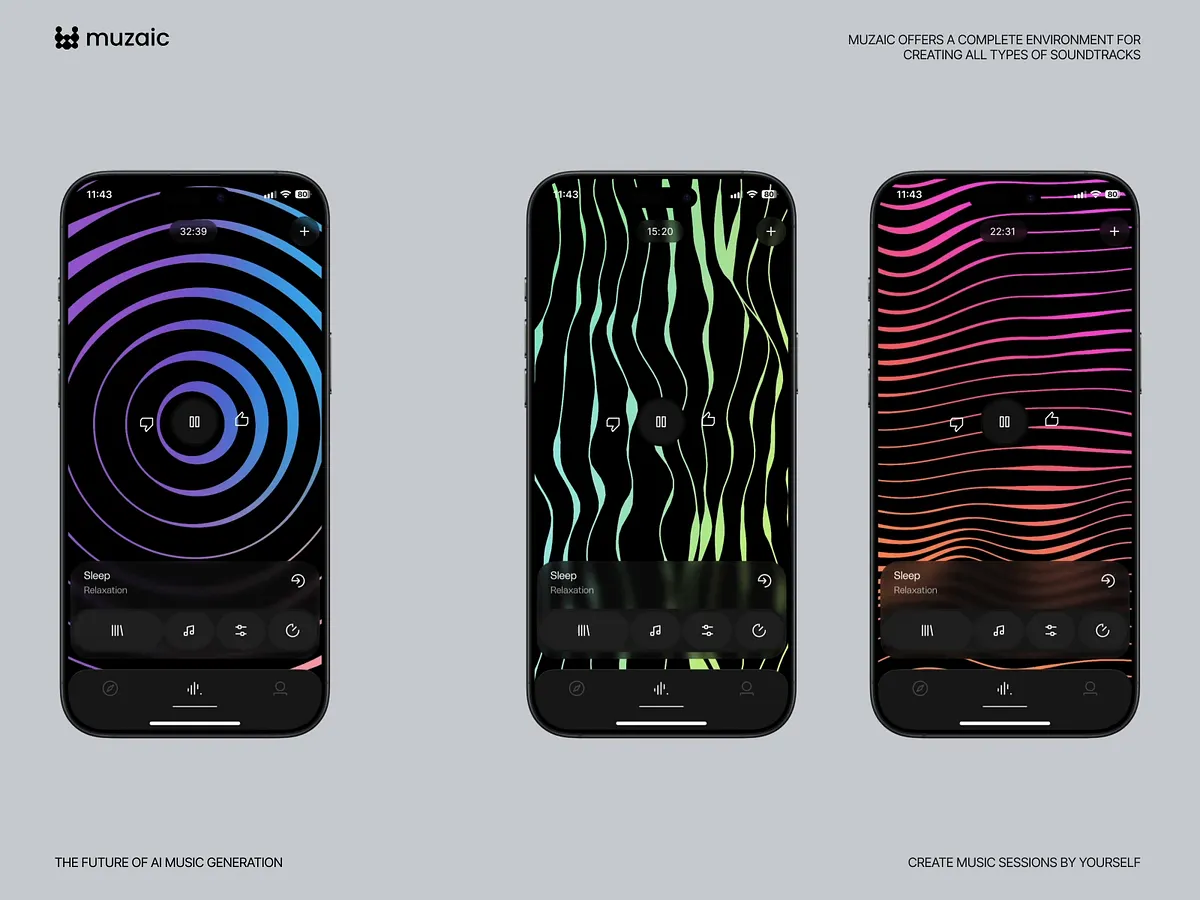 muzaic
MUZAIC OFFERS A COMPLETE ENVIRONMENT FOR
CREATING ALL TYPES OF SOUNDTRACKS
11:43
80
32:39
Sleep
Relaxation
11:43
80
15:20
Sleep
Relaxation
11:43
80
22:31
Sleep
Relaxation
THE FUTURE OF AI MUSIC GENERATION
CREATE MUSIC SESSIONS BY YOURSELF